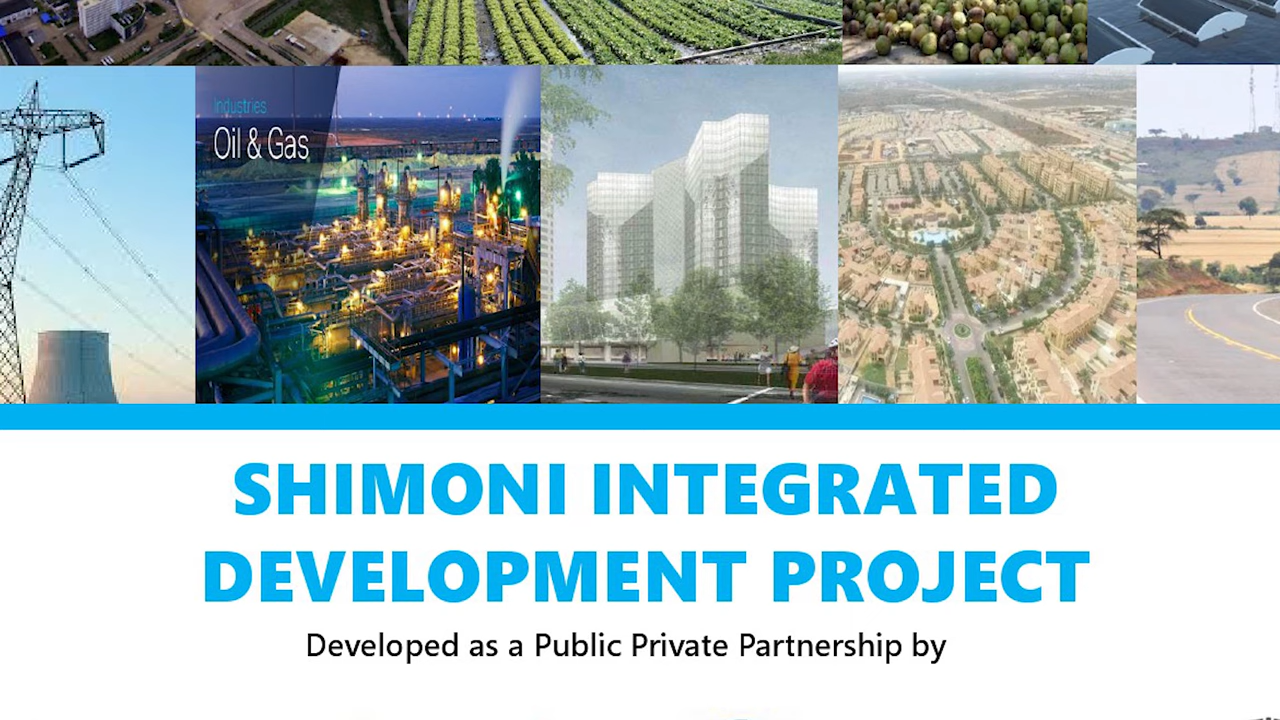 Industries
Oil & Gas
SHIMONI INTEGRATED
DEVELOPMENT PROJECT
Developed as a Public Private Partnership by